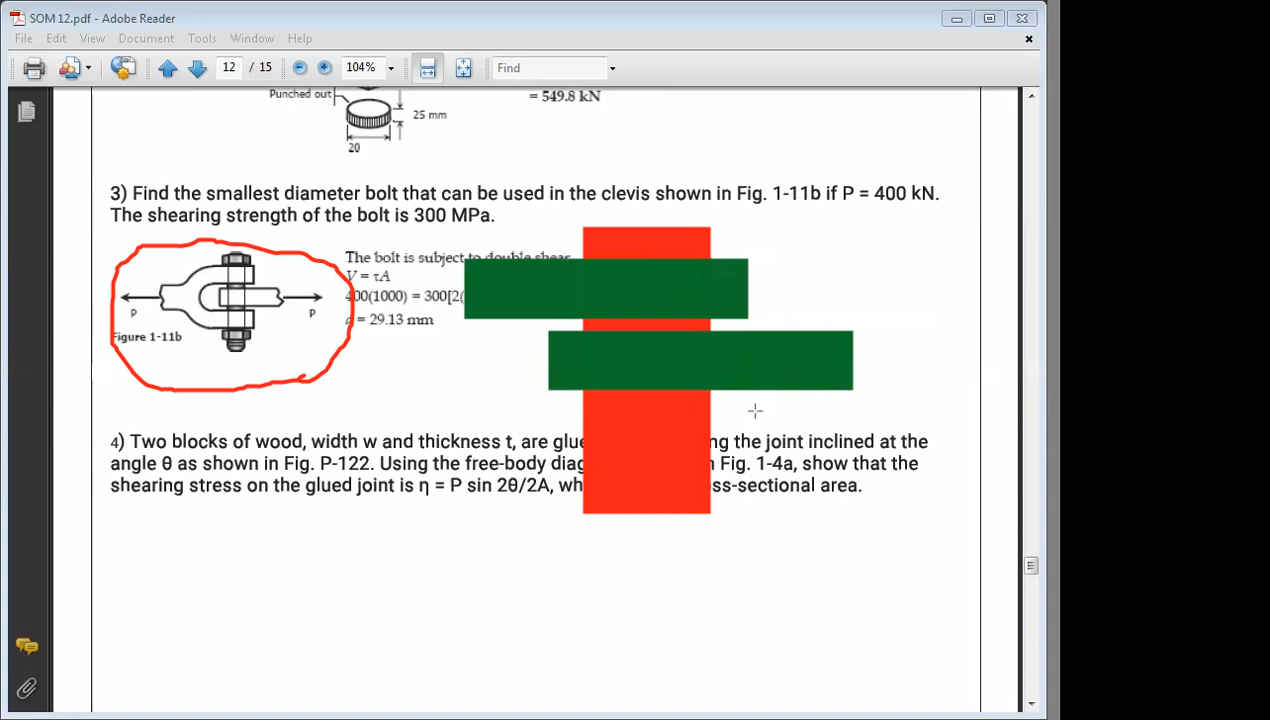 SOM 12.pdf - Adobe Reader
File Edit View Document Tools Window Help
12 / 15 104% Find
Punched out
= 549.8 kN
25 mm
20
3) Find the smallest diameter bolt that can be used in the clevis shown in Fig. 1-11b if P = 400 kN.
The shearing strength of the bolt is 300 MPa.
The bolt is subject to double shear
V = τA
400(1000) = 300[2(
= 29.13 mm
P P
Figure 1-11b
4) Two blocks of wood, width w and thickness t, are glue ng the joint inclined at the
angle θ as shown in Fig. P-122. Using the free-body diag n Fig. 1-4a, show that the
shearing stress on the glued joint is η = P sin 2θ/2A, wh ss-sectional area.